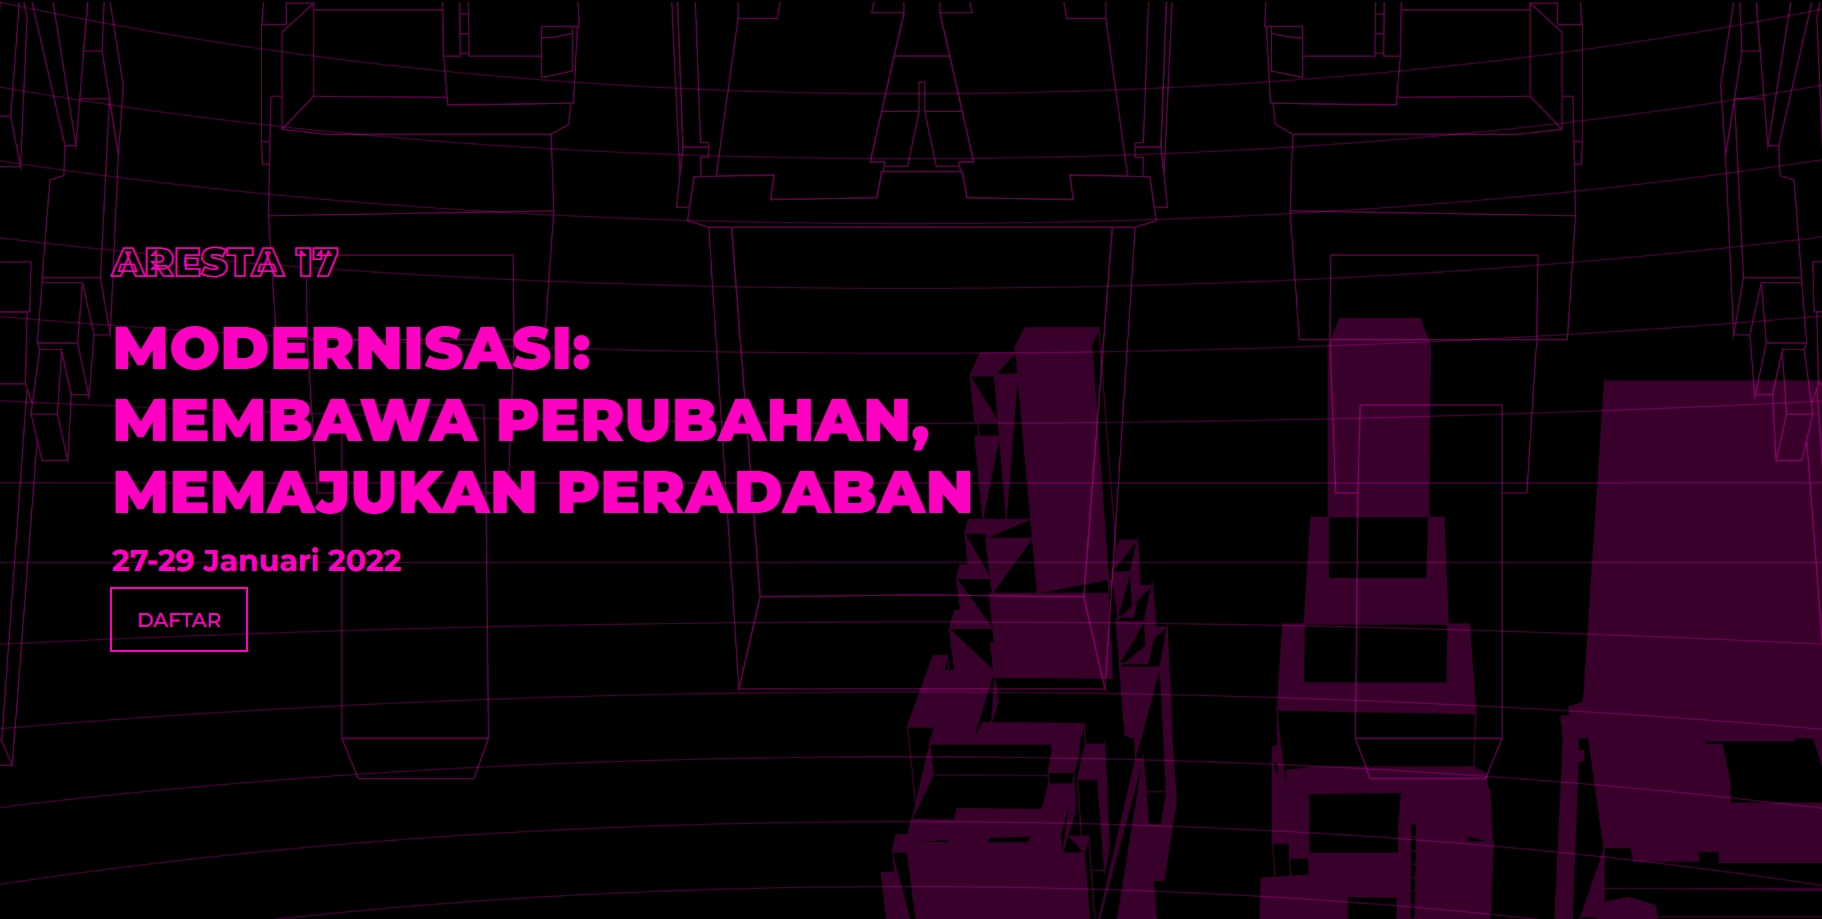 ARESTA 17
MODERNISASI:
MEMBAWA PERUBAHAN,
MEMAJUKAN PERADABAN
27-29 Januari 2022
DAFTAR